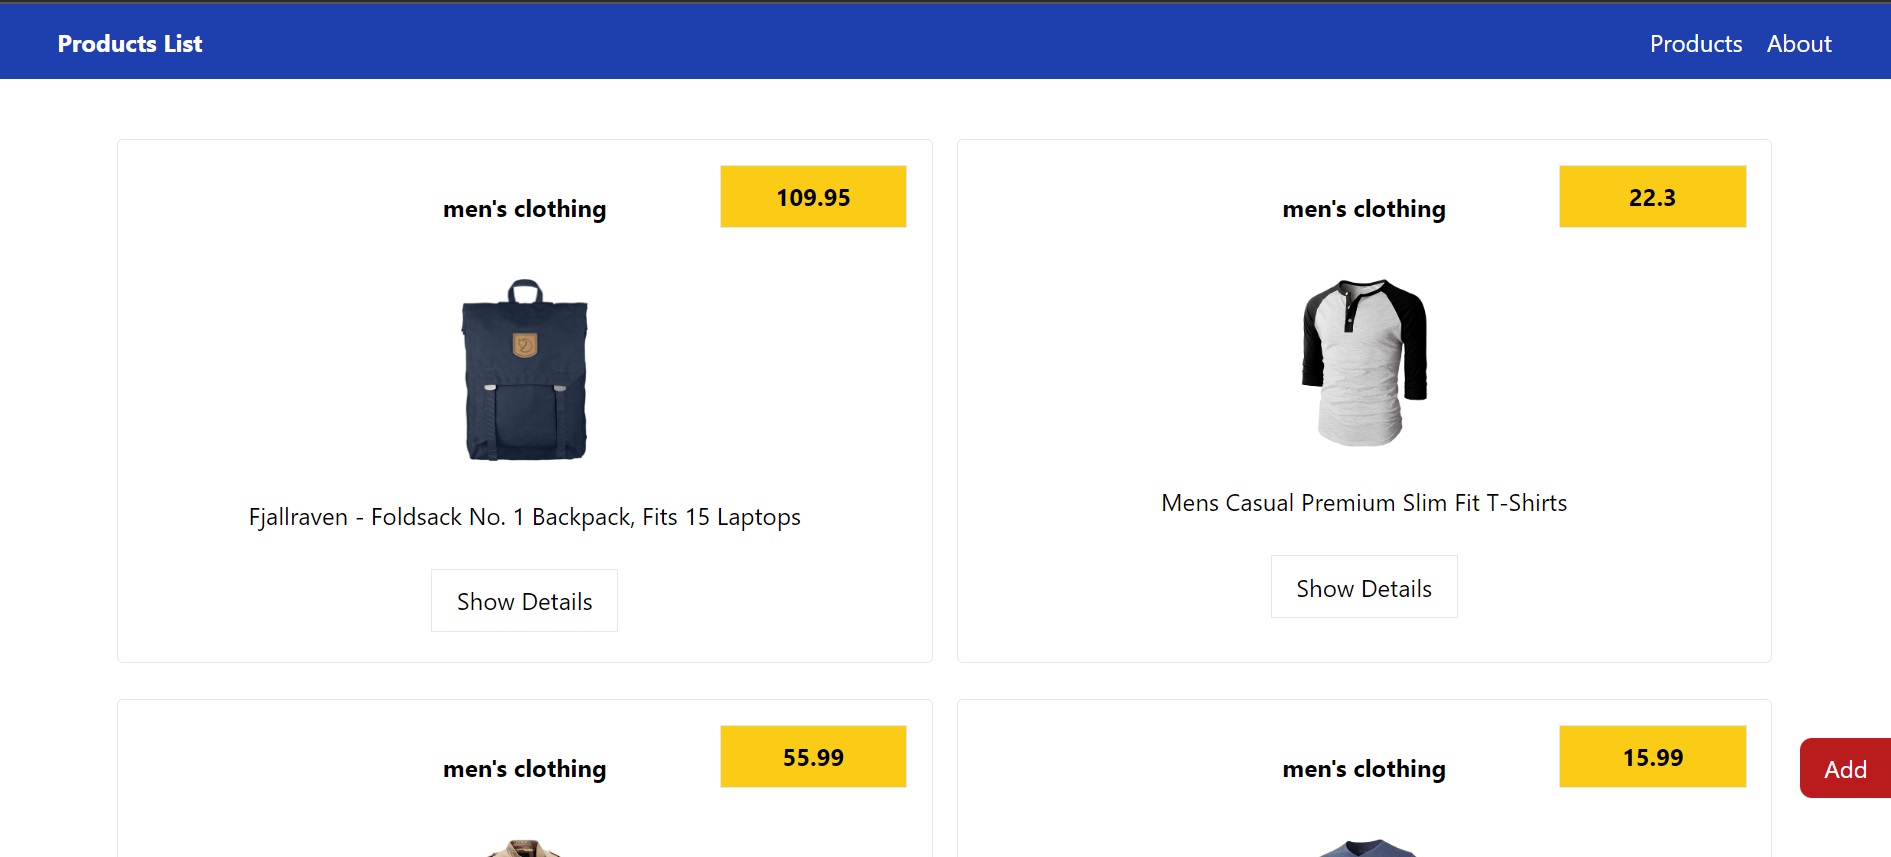 Products List
Products About
109.95
men's clothing
Fjallraven - Foldsack No. 1 Backpack, Fits 15 Laptops
Show Details
22.3
men's clothing
Mens Casual Premium Slim Fit T-Shirts
Show Details
55.99
men's clothing
15.99
men's clothing
Add